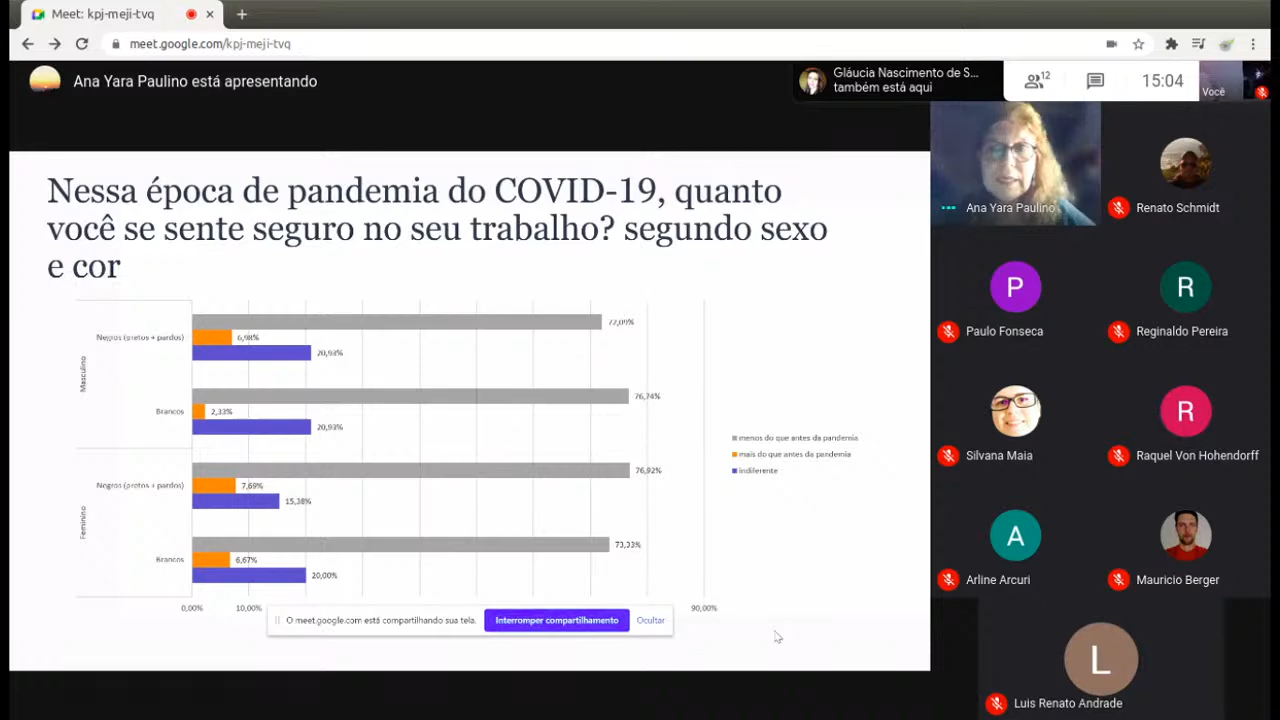 Meet: kpj-meji-tvq
meet.google.com/kpj-meji-tvq
Ana Yara Paulino está apresentando
Gláucia Nascimento de S...
também está aqui
12
15:04
Você
Nessa época de pandemia do COVID-19, quanto
você se sente seguro no seu trabalho? segundo sexo
e cor
Masculino
Negros (pretos + pardos)
72,09%
6,98%
20,93%
Brancos
76,74%
2,33%
20,93%
Feminino
Negros (pretos + pardos)
76,92%
7,69%
15,38%
Brancos
73,33%
6,67%
20,00%
0,00%
10,00%
90,00%
menos do que antes da pandemia
mais do que antes da pandemia
indiferente
O meet.google.com está compartilhando sua tela.
Interromper compartilhamento
Ocultar
Ana Yara Paulino
Renato Schmidt
P
Paulo Fonseca
R
Reginaldo Pereira
Silvana Maia
R
Raquel Von Hohendorff
A
Arline Arcuri
Mauricio Berger
L
Luis Renato Andrade